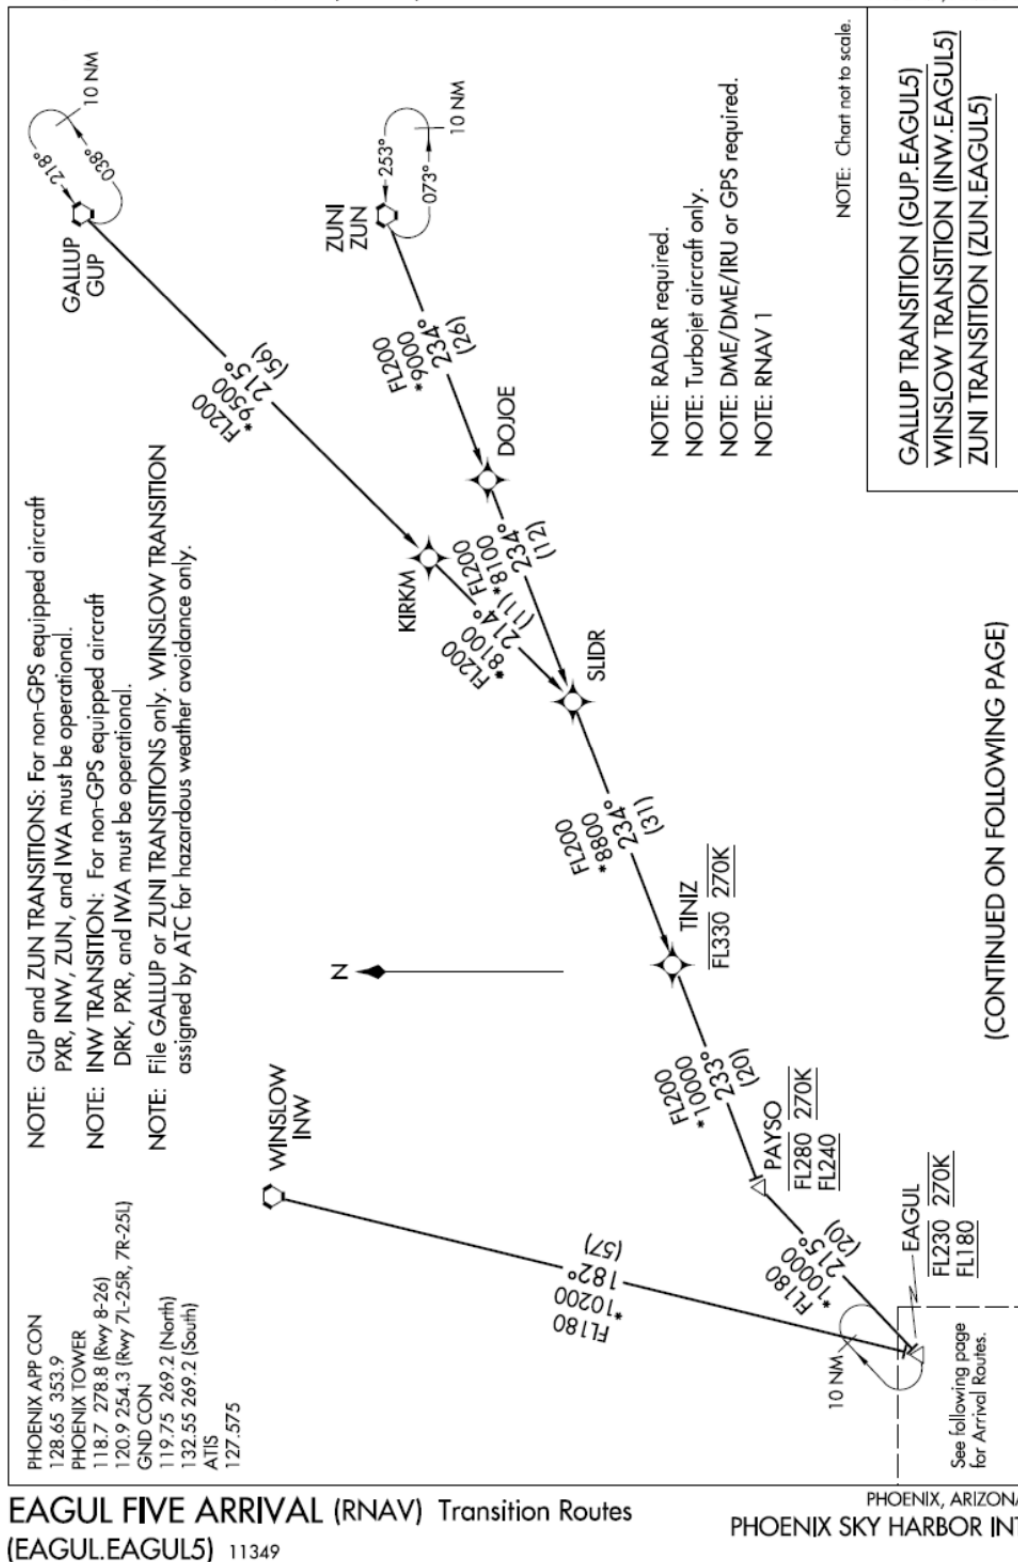 PHOENIX APP CON
128.65 353.9
PHOENIX TOWER
118.7 278.8 (Rwy 8-26)
120.9 254.3 (Rwy 7L-25R, 7R-25L)
GND CON
119.75 269.2 (North)
132.55 269.2 (South)
ATIS
127.575
NOTE: GUP and ZUN TRANSITIONS: For non-GPS equipped aircraft
PXR, INW, ZUN, and IWA must be operational.
NOTE: INW TRANSITION: For non-GPS equipped aircraft
DRK, PXR, and IWA must be operational.
NOTE: File GALLUP or ZUNI TRANSITIONS only. WINSLOW TRANSITION
assigned by ATC for hazardous weather avoidance only.
GALLUP
GUP
218°
038°
10 NM
FL200
*9500
215°
(56)
ZUNI
ZUN
253°
073°
10 NM
FL200
*9000
234°
(26)
DOJOE
FL200
*8100
234°
(12)
KIRKM
FL200
*8100
214°
(11)
SLIDR
FL200
*8800
234°
(31)
TINIZ
FL330 270K
FL200
*10000
233°
(20)
PAYSO
FL280 270K
FL240
FL180
*10000
215°
(20)
EAGUL
FL230 270K
FL180
10 NM
WINSLOW
INW
FL180
*10200
182°
(57)
N
See following page
for Arrival Routes.
NOTE: RADAR required.
NOTE: Turbojet aircraft only.
NOTE: DME/DME/IRU or GPS required.
NOTE: RNAV 1
NOTE: Chart not to scale.
GALLUP TRANSITION (GUP.EAGUL5)
WINSLOW TRANSITION (INW.EAGUL5)
ZUNI TRANSITION (ZUN.EAGUL5)
(CONTINUED ON FOLLOWING PAGE)
EAGUL FIVE ARRIVAL (RNAV) Transition Routes
(EAGUL.EAGUL5) 11349
PHOENIX, ARIZONA
PHOENIX SKY HARBOR INT